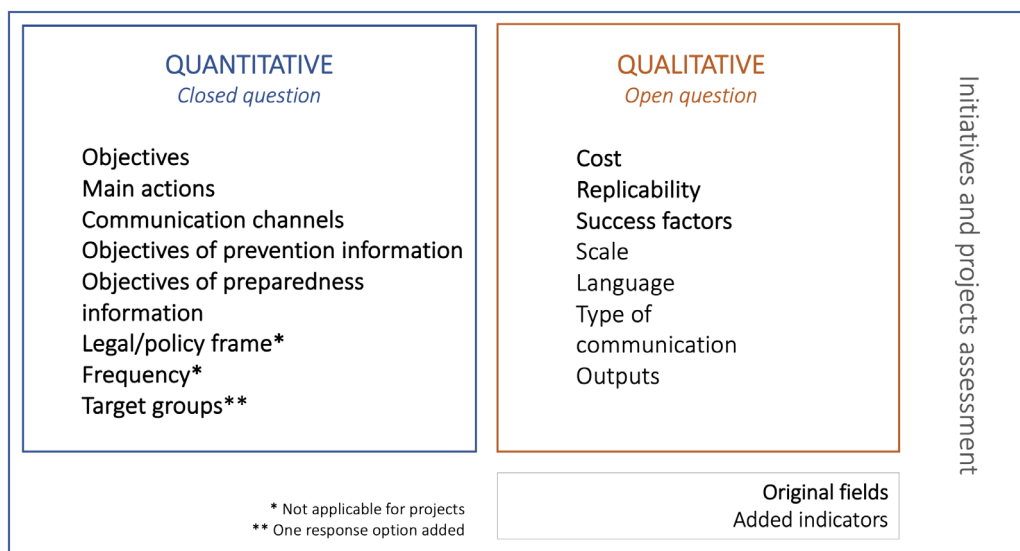 QUANTITATIVE
Closed question
Objectives
Main actions
Communication channels
Objectives of prevention information
Objectives of preparedness
information
Legal/policy frame*
Frequency*
Target groups**
QUALITATIVE
Open question
Cost
Replicability
Success factors
Scale
Language
Type of
communication
Outputs
Initiatives and projects assessment
* Not applicable for projects
** One response option added
Original fields
Added indicators